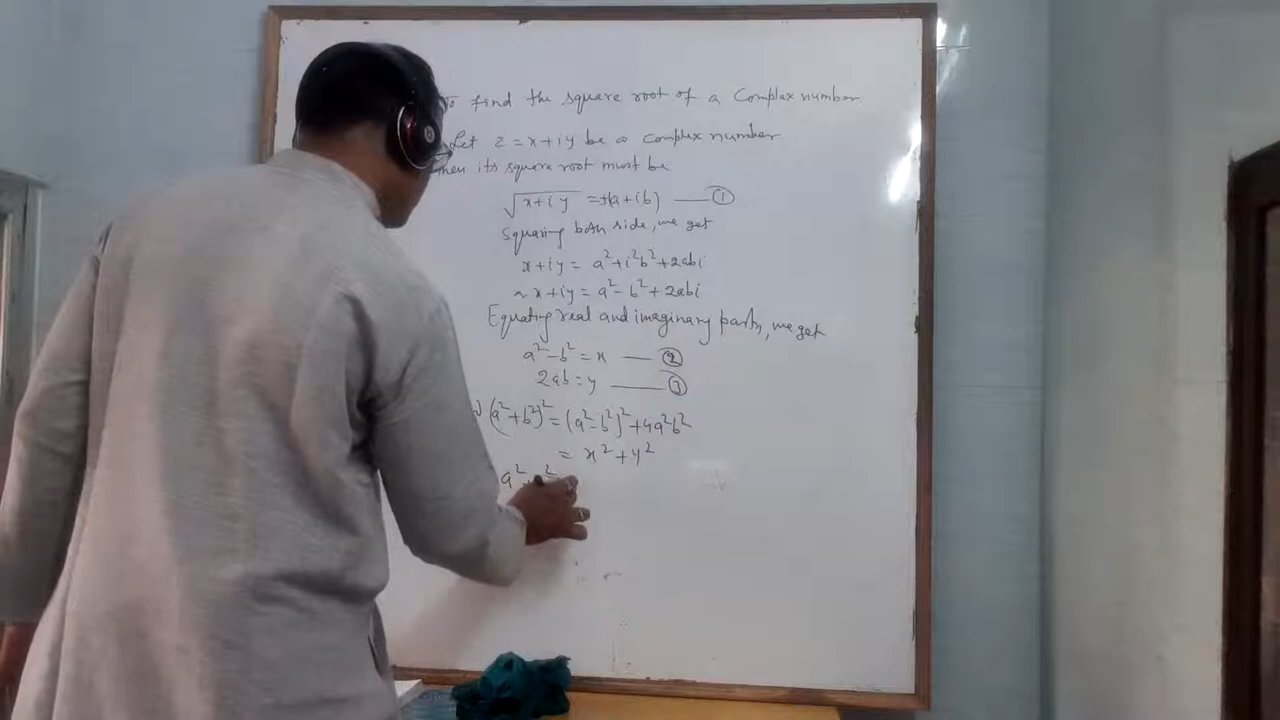 To find the square root of a Complex number
Let z = x + iy be a complex number
its square root must be
√x+iy = ±(a+ib) —— ①
Squaring both side, we get
x+iy = a²+i²b²+2abi
~ x+iy = a²-b²+2abi
Equating real and imaginary parts, we get
a²-b² = x —— ②
2ab = y —— ③
(a²+b²)² = (a²-b²)²+4a²b²
= x²+y²
a²